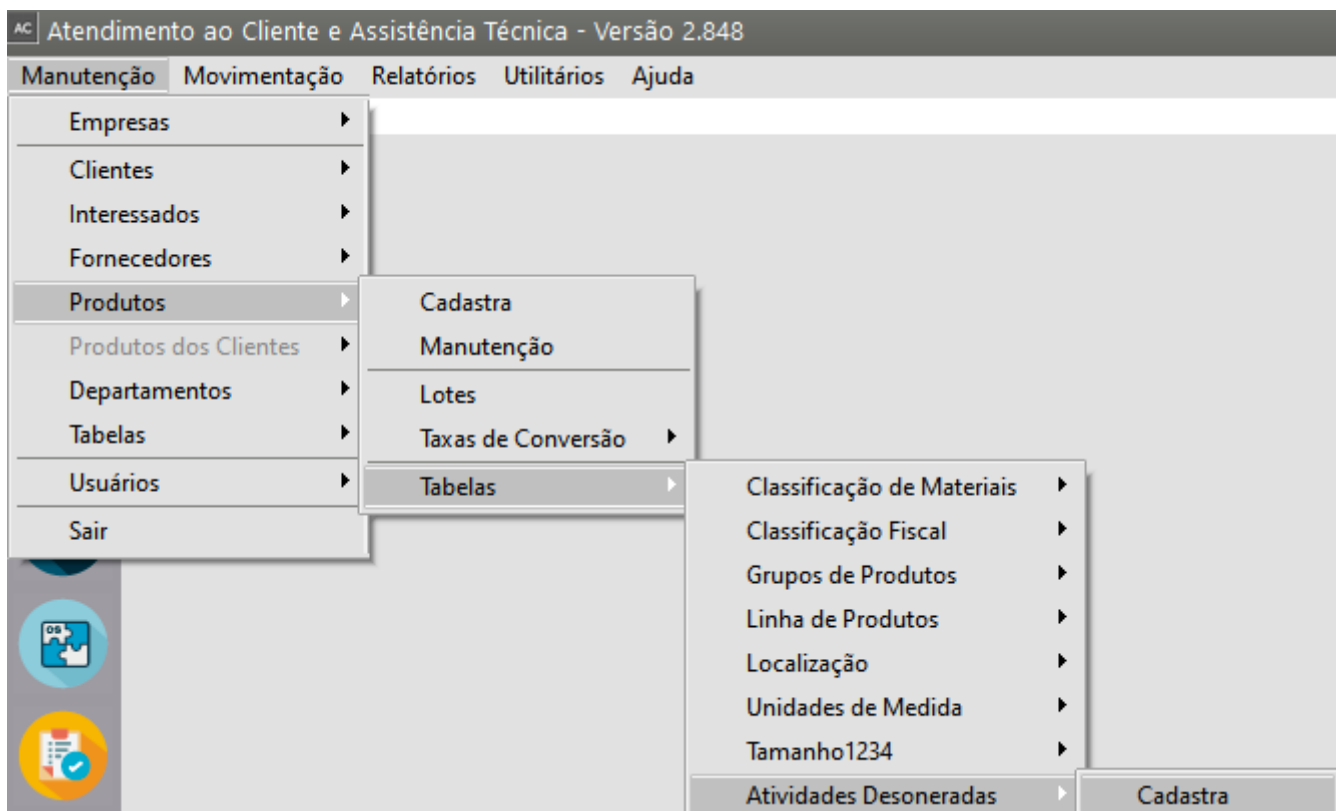 AC Atendimento ao Cliente e Assistência Técnica - Versão 2.848
Manutenção Movimentação Relatórios Utilitários Ajuda
Empresas
Clientes
Interessados
Fornecedores
Produtos
Produtos dos Clientes
Departamentos
Tabelas
Usuários
Sair
Cadastra
Manutenção
Lotes
Taxas de Conversão
Tabelas
Classificação de Materiais
Classificação Fiscal
Grupos de Produtos
Linha de Produtos
Localização
Unidades de Medida
Tamanho1234
Atividades Desoneradas
Cadastra
OS